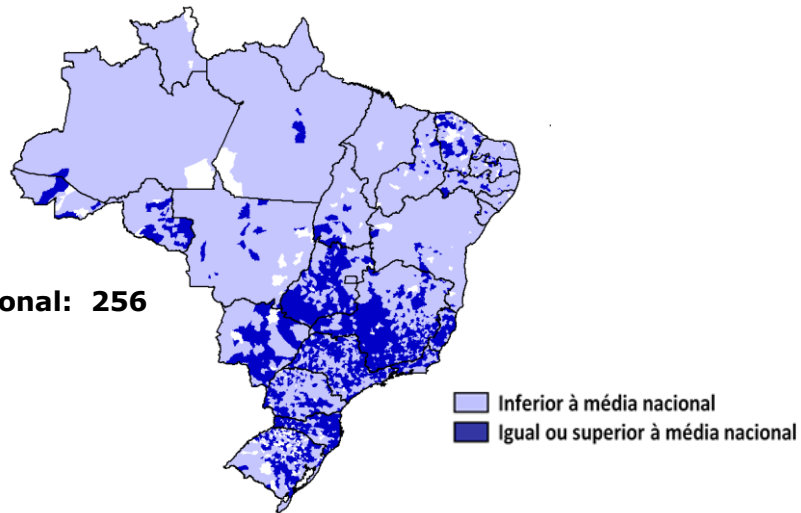 onal: 256
Inferior à média nacional
Igual ou superior à média nacional